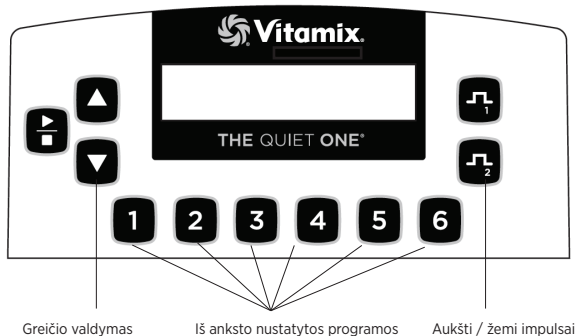 Vitamix.
1
THE QUIET ONE®
2
1 2 3 4 5 6
Greičio valdymas Iš anksto nustatytos programos Aukšti / žemi impulsai